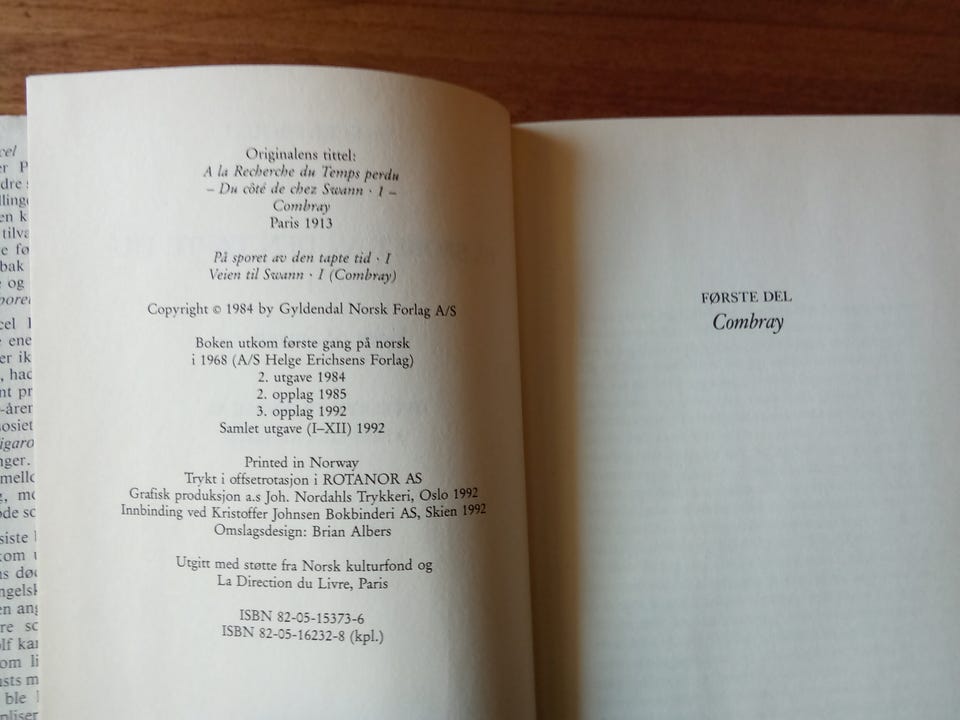 Originalens tittel:
A la Recherche du Temps perdu
– Du côté de chez Swann · 1 –
Combray
Paris 1913
På sporet av den tapte tid · I
Veien til Swann · I (Combray)
Copyright © 1984 by Gyldendal Norsk Forlag A/S
Boken utkom første gang på norsk
i 1968 (A/S Helge Erichsens Forlag)
2. utgave 1984
2. opplag 1985
3. opplag 1992
Samlet utgave (I–XII) 1992
Printed in Norway
Trykt i offsetrotasjon i ROTANOR AS
Grafisk produksjon a.s Joh. Nordahls Trykkeri, Oslo 1992
Innbinding ved Kristoffer Johnsen Bokbinderi AS, Skien 1992
Omslagsdesign: Brian Albers
Utgitt med støtte fra Norsk kulturfond og
La Direction du Livre, Paris
ISBN 82-05-15373-6
ISBN 82-05-16232-8 (kpl.)
FØRSTE DEL
Combray